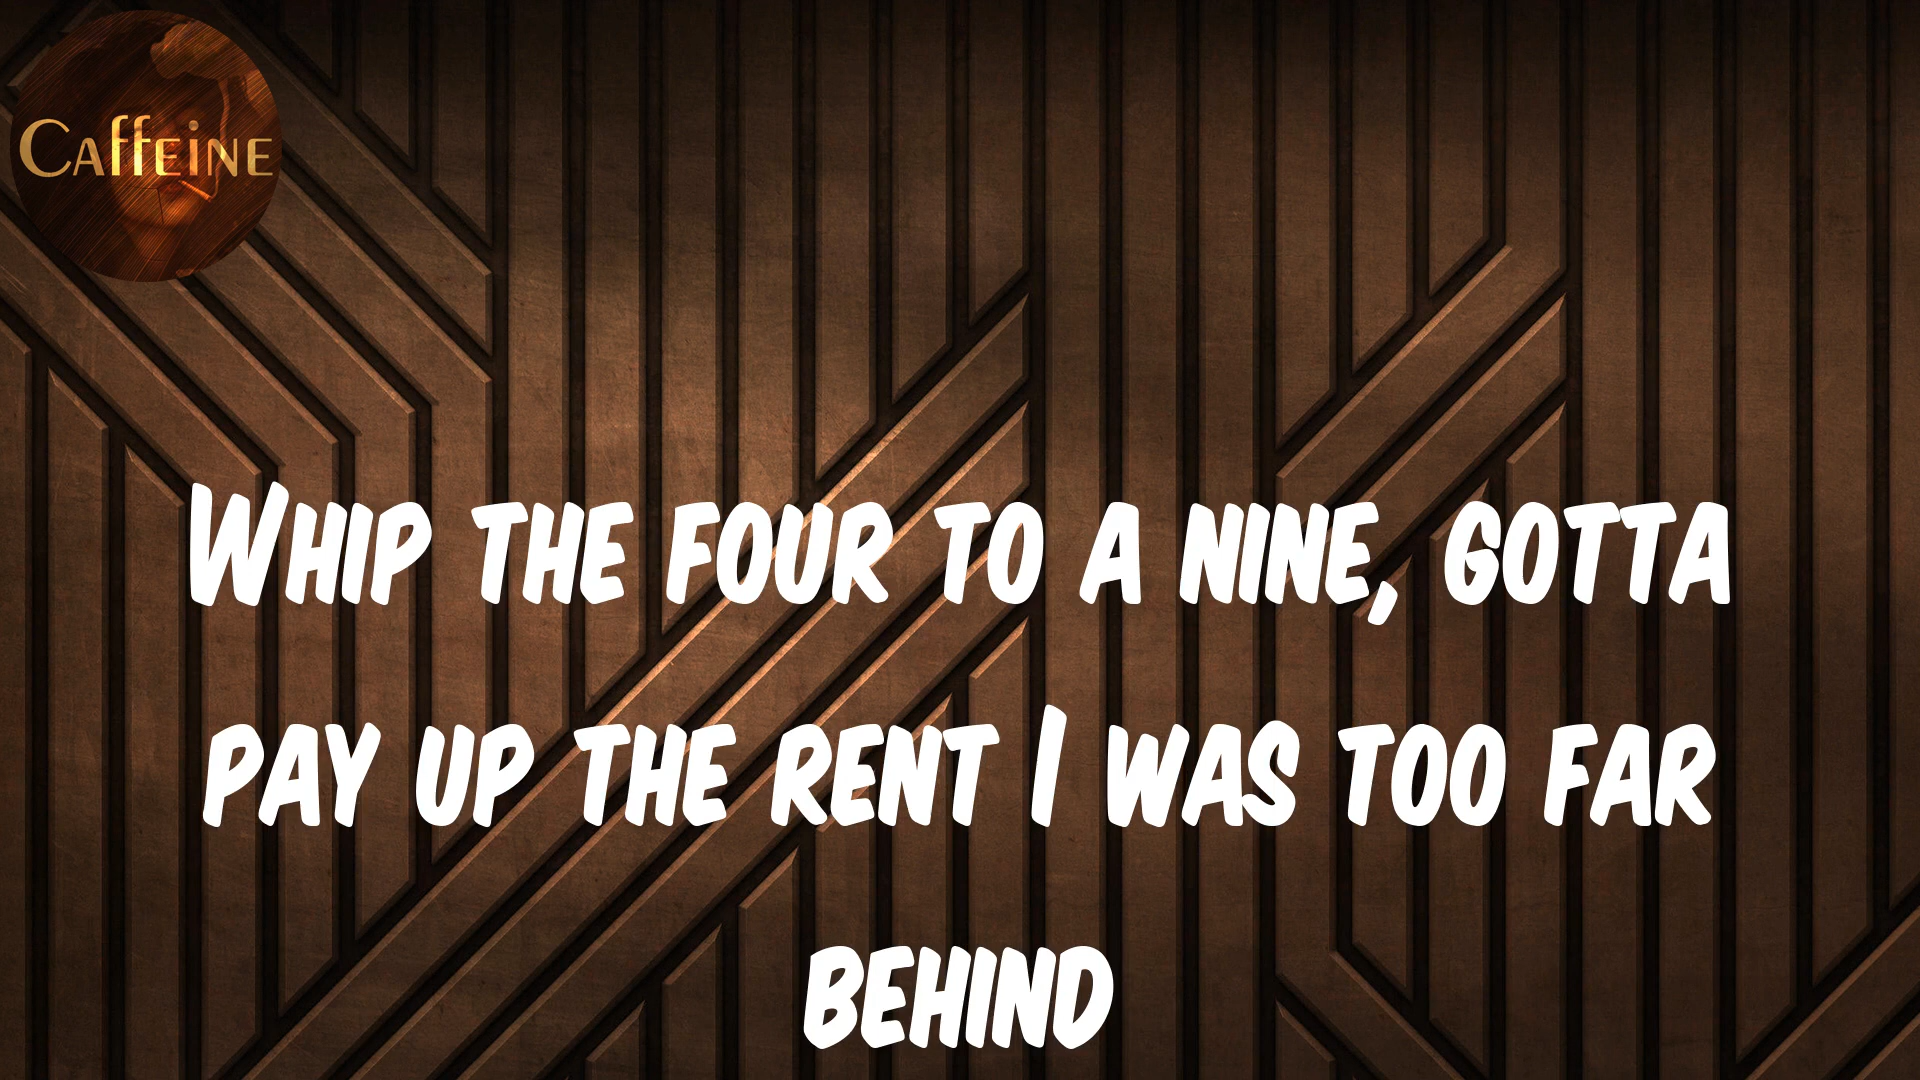 Caffeine
Whip the four to a nine, gotta
pay up the rent I was too far
behind